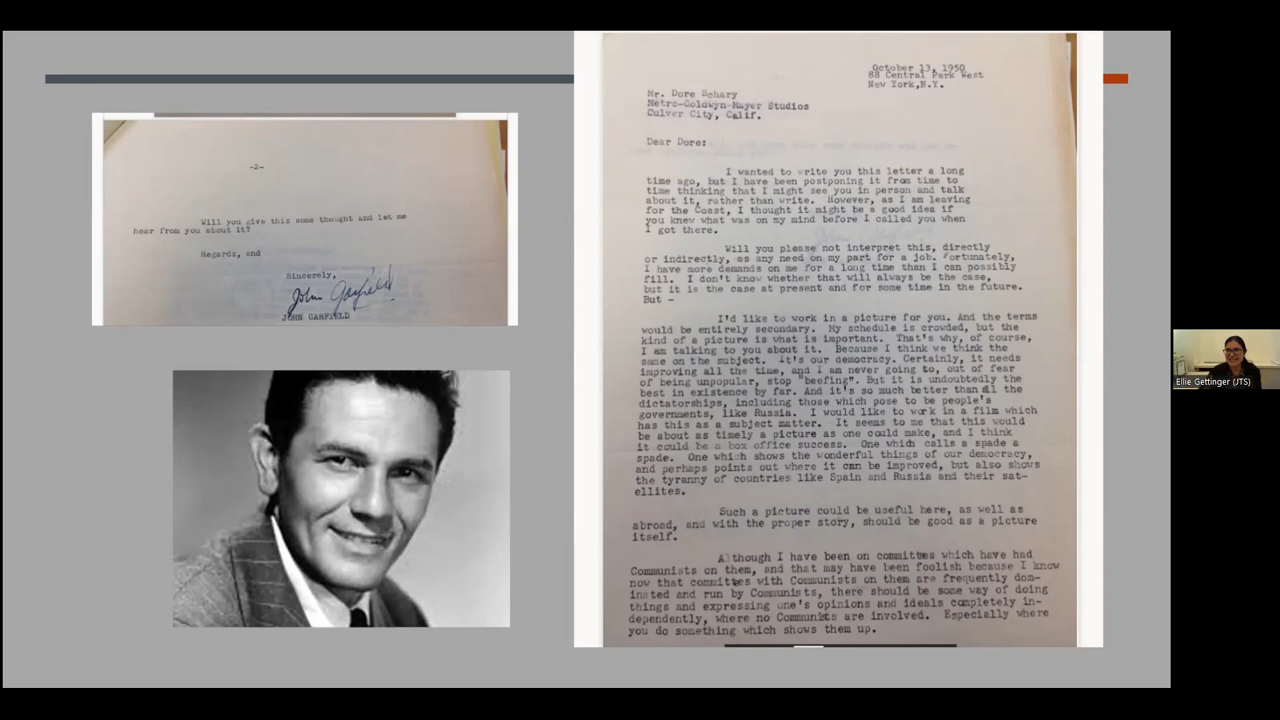 -2-
Will you give this some thought and let me
hear from you about it?
Regards, and
Sincerely,
John Garfield
JOHN GARFIELD
October 13, 1950
88 Central Park West
New York,N.Y.
Mr. Dore Schary
Metro-Goldwyn-Mayer Studios
Culver City, Calif.
Dear Dore:
I wanted to write you this letter a long
time ago, but I have been postponing it from time to
time thinking that I might see you in person and talk
about it, rather than write. However, as I am leaving
for the Coast, I thought it might be a good idea if
you knew what was on my mind before I called you when
I got there.
Will you please not interpret this, directly
or indirectly, as any need on my part for a job. Fortunately,
I have more demands on me for a long time than I can possibly
fill. I don't know whether that will always be the case,
but it is the case at present and for some time in the future.
But -
I'd like to work in a picture for you. And the terms
would be entirely secondary. My schedule is crowded, but the
kind of a picture is what is important. That's why, of course,
I am talking to you about it. Because I think we think the
same on the subject. It's our democracy. Certainly, it needs
improving all the time, and I am never going to, out of fear
of being unpopular, stop "beefing". But it is undoubtedly the
best in existence by far. And it's so much better than all the
dictatorships, including those which pose to be people's
governments, like Russia. I would like to work in a film which
has this as a subject matter. It seems to me that this would
be about as timely a picture as one could make, and I think
it could be a box office success. One which calls a spade a
spade. One which shows the wonderful things of our democracy,
and perhaps points out where it can be improved, but also shows
the tyranny of countries like Spain and Russia and their sat-
ellites.
Such a picture could be useful here, as well as
abroad, and with the proper story, should be good as a picture
itself.
Although I have been on committees which have had
Communists on them, and that may have been foolish because I know
now that committees with Communists on them are frequently dom-
inated and run by Communists, there should be some way of doing
things and expressing one's opinions and ideals completely in-
dependently, where no Communists are involved. Especially where
you do something which shows them up.
Ellie Gettinger (JTS)